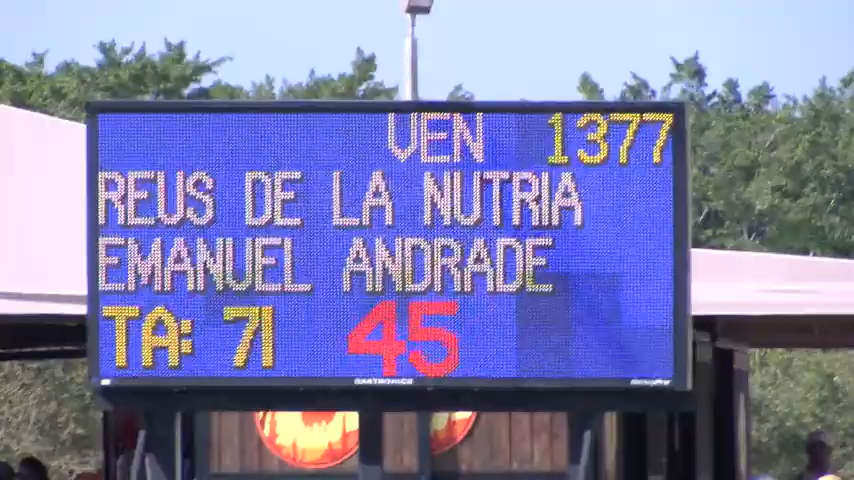 VEN 1377
REUS DE LA NUTRIA
EMANUEL ANDRADE
TA: 71 45